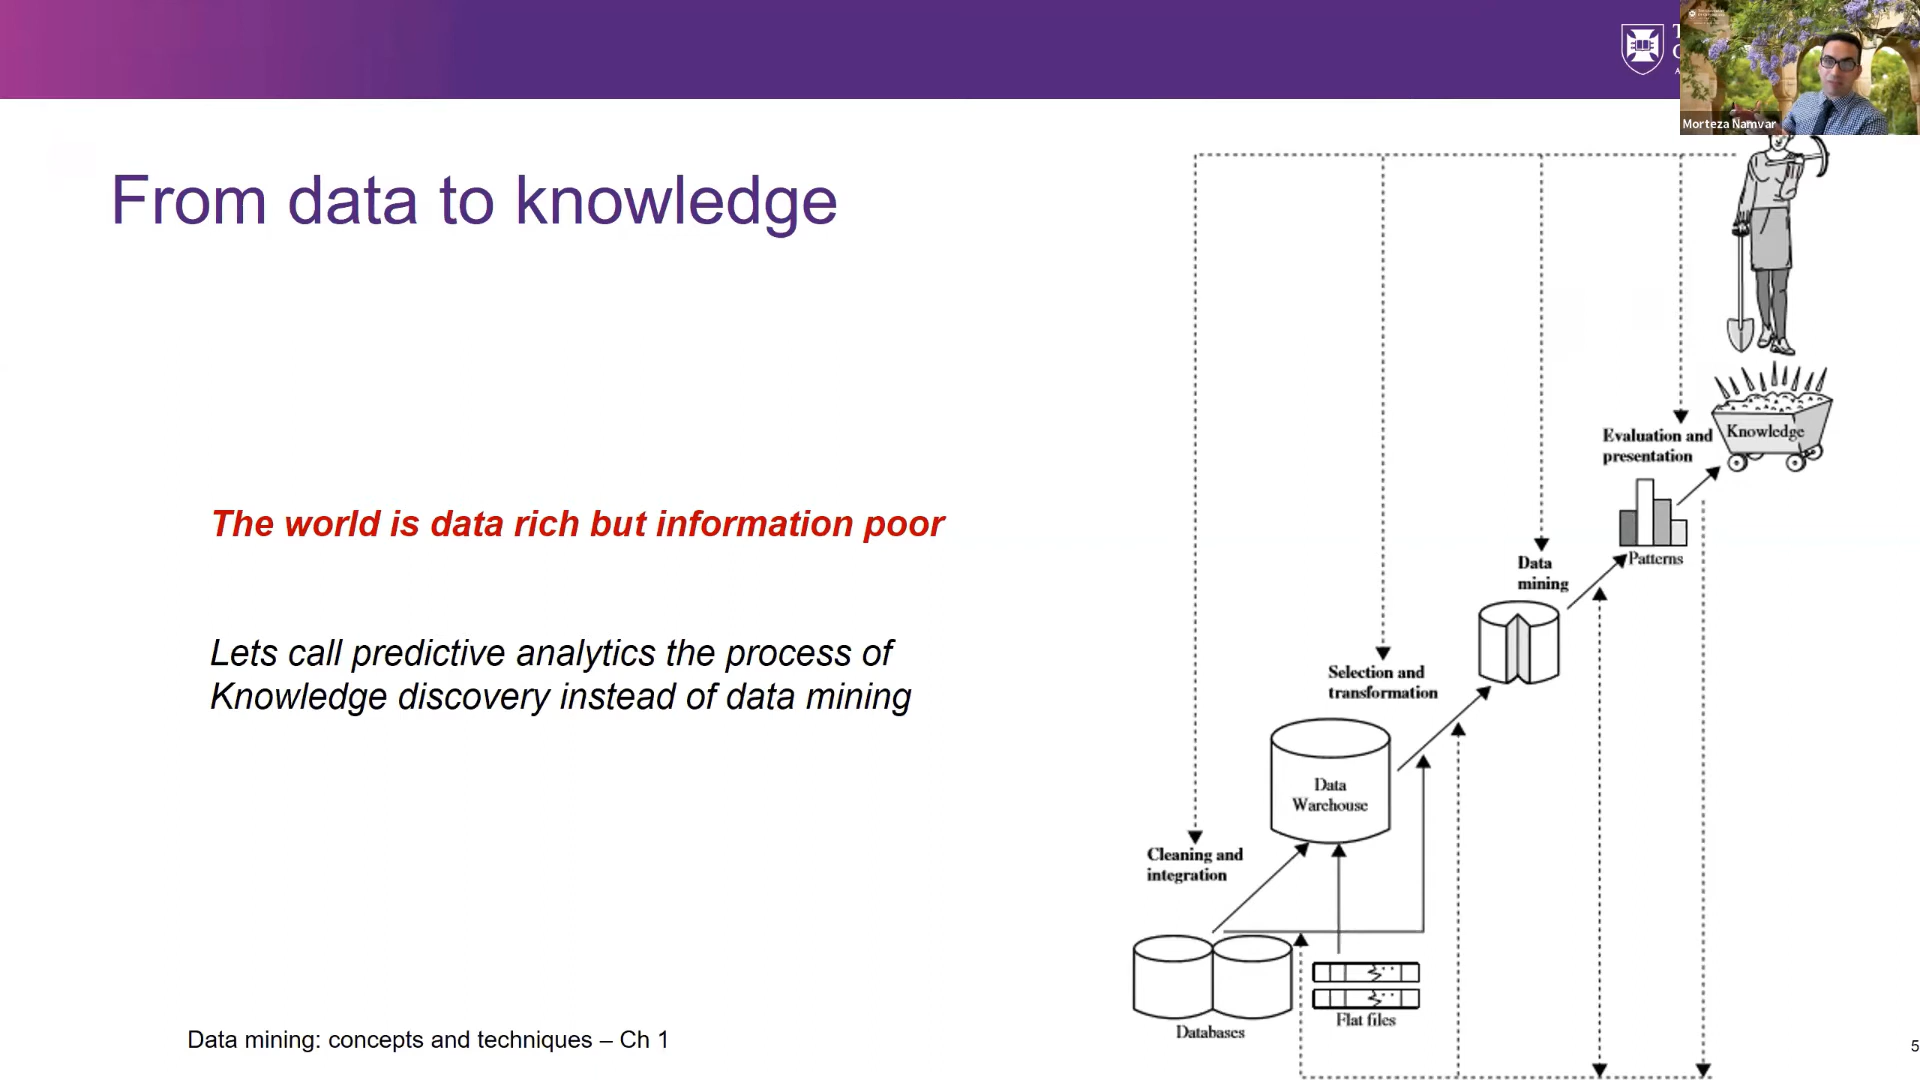 Morteza Namvar
From data to knowledge
The world is data rich but information poor
Lets call predictive analytics the process of
Knowledge discovery instead of data mining
Evaluation and
presentation
Knowledge
Patterns
Data
mining
Selection and
transformation
Data
Warehouse
Cleaning and
integration
Databases
Flat files
Data mining: concepts and techniques – Ch 1
5